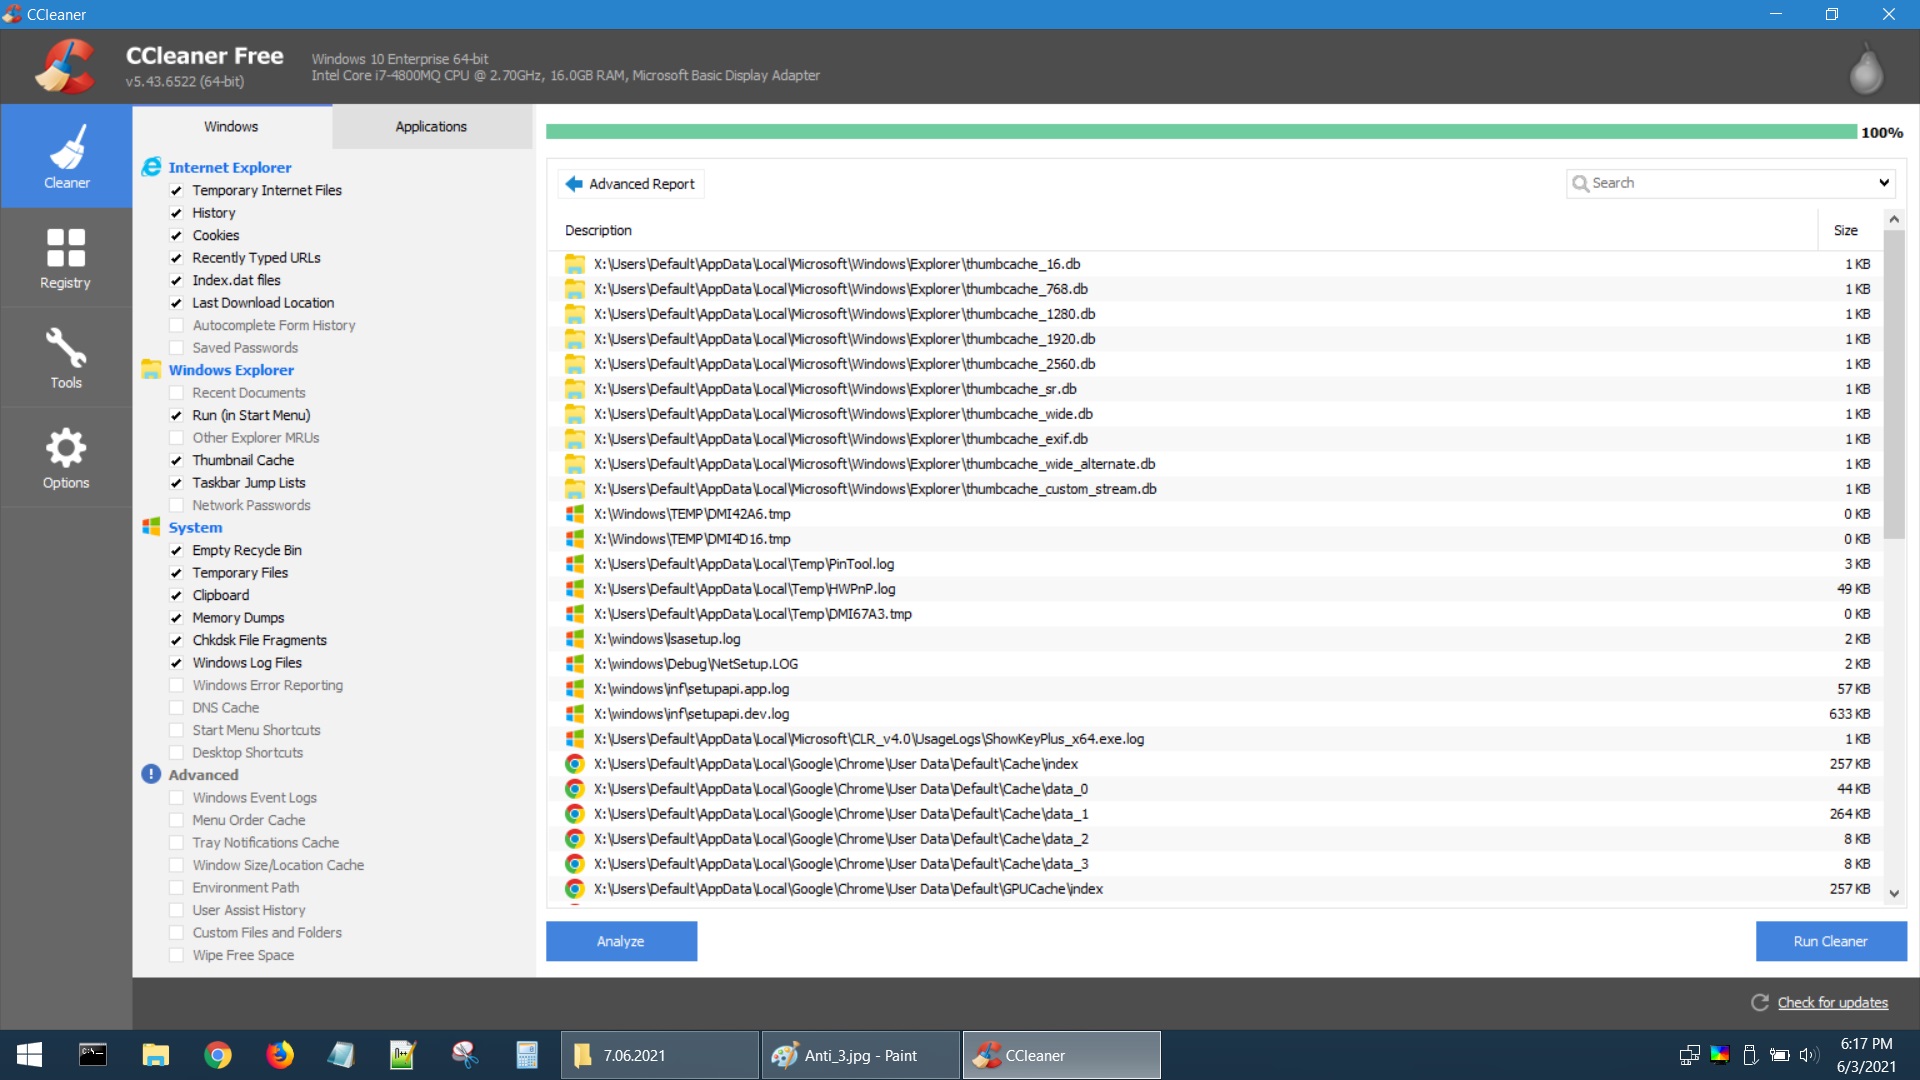 CCleaner
CCleaner Free
v5.43.6522 (64-bit)
Windows 10 Enterprise 64-bit
Intel Core i7-4800MQ CPU @ 2.70GHz, 16.0GB RAM, Microsoft Basic Display Adapter
Cleaner
Registry
Tools
Options
Windows
Applications
Internet Explorer
Temporary Internet Files
History
Cookies
Recently Typed URLs
Index.dat files
Last Download Location
Autocomplete Form History
Saved Passwords
Windows Explorer
Recent Documents
Run (in Start Menu)
Other Explorer MRUs
Thumbnail Cache
Taskbar Jump Lists
Network Passwords
System
Empty Recycle Bin
Temporary Files
Clipboard
Memory Dumps
Chkdsk File Fragments
Windows Log Files
Windows Error Reporting
DNS Cache
Start Menu Shortcuts
Desktop Shortcuts
Advanced
Windows Event Logs
Menu Order Cache
Tray Notifications Cache
Window Size/Location Cache
Environment Path
User Assist History
Custom Files and Folders
Wipe Free Space
100%
Advanced Report
Search
Description Size
X:\Users\Default\AppData\Local\Microsoft\Windows\Explorer\thumbcache_16.db 1 KB
X:\Users\Default\AppData\Local\Microsoft\Windows\Explorer\thumbcache_768.db 1 KB
X:\Users\Default\AppData\Local\Microsoft\Windows\Explorer\thumbcache_1280.db 1 KB
X:\Users\Default\AppData\Local\Microsoft\Windows\Explorer\thumbcache_1920.db 1 KB
X:\Users\Default\AppData\Local\Microsoft\Windows\Explorer\thumbcache_2560.db 1 KB
X:\Users\Default\AppData\Local\Microsoft\Windows\Explorer\thumbcache_sr.db 1 KB
X:\Users\Default\AppData\Local\Microsoft\Windows\Explorer\thumbcache_wide.db 1 KB
X:\Users\Default\AppData\Local\Microsoft\Windows\Explorer\thumbcache_exif.db 1 KB
X:\Users\Default\AppData\Local\Microsoft\Windows\Explorer\thumbcache_wide_alternate.db 1 KB
X:\Users\Default\AppData\Local\Microsoft\Windows\Explorer\thumbcache_custom_stream.db 1 KB
X:\Windows\TEMP\DMI42A6.tmp 0 KB
X:\Windows\TEMP\DMI4D16.tmp 0 KB
X:\Users\Default\AppData\Local\Temp\PinTool.log 3 KB
X:\Users\Default\AppData\Local\Temp\HWPnP.log 49 KB
X:\Users\Default\AppData\Local\Temp\DMI67A3.tmp 0 KB
X:\windows\lsasetup.log 2 KB
X:\windows\Debug\NetSetup.LOG 2 KB
X:\windows\inf\setupapi.app.log 57 KB
X:\windows\inf\setupapi.dev.log 633 KB
X:\Users\Default\AppData\Local\Microsoft\CLR_v4.0\UsageLogs\ShowKeyPlus_x64.exe.log 1 KB
X:\Users\Default\AppData\Local\Google\Chrome\User Data\Default\Cache\index 257 KB
X:\Users\Default\AppData\Local\Google\Chrome\User Data\Default\Cache\data_0 44 KB
X:\Users\Default\AppData\Local\Google\Chrome\User Data\Default\Cache\data_1 264 KB
X:\Users\Default\AppData\Local\Google\Chrome\User Data\Default\Cache\data_2 8 KB
X:\Users\Default\AppData\Local\Google\Chrome\User Data\Default\Cache\data_3 8 KB
X:\Users\Default\AppData\Local\Google\Chrome\User Data\Default\GPUCache\index 257 KB
Analyze
Run Cleaner
Check for updates
7.06.2021
Anti_3.jpg - Paint
CCleaner
6:17 PM
6/3/2021